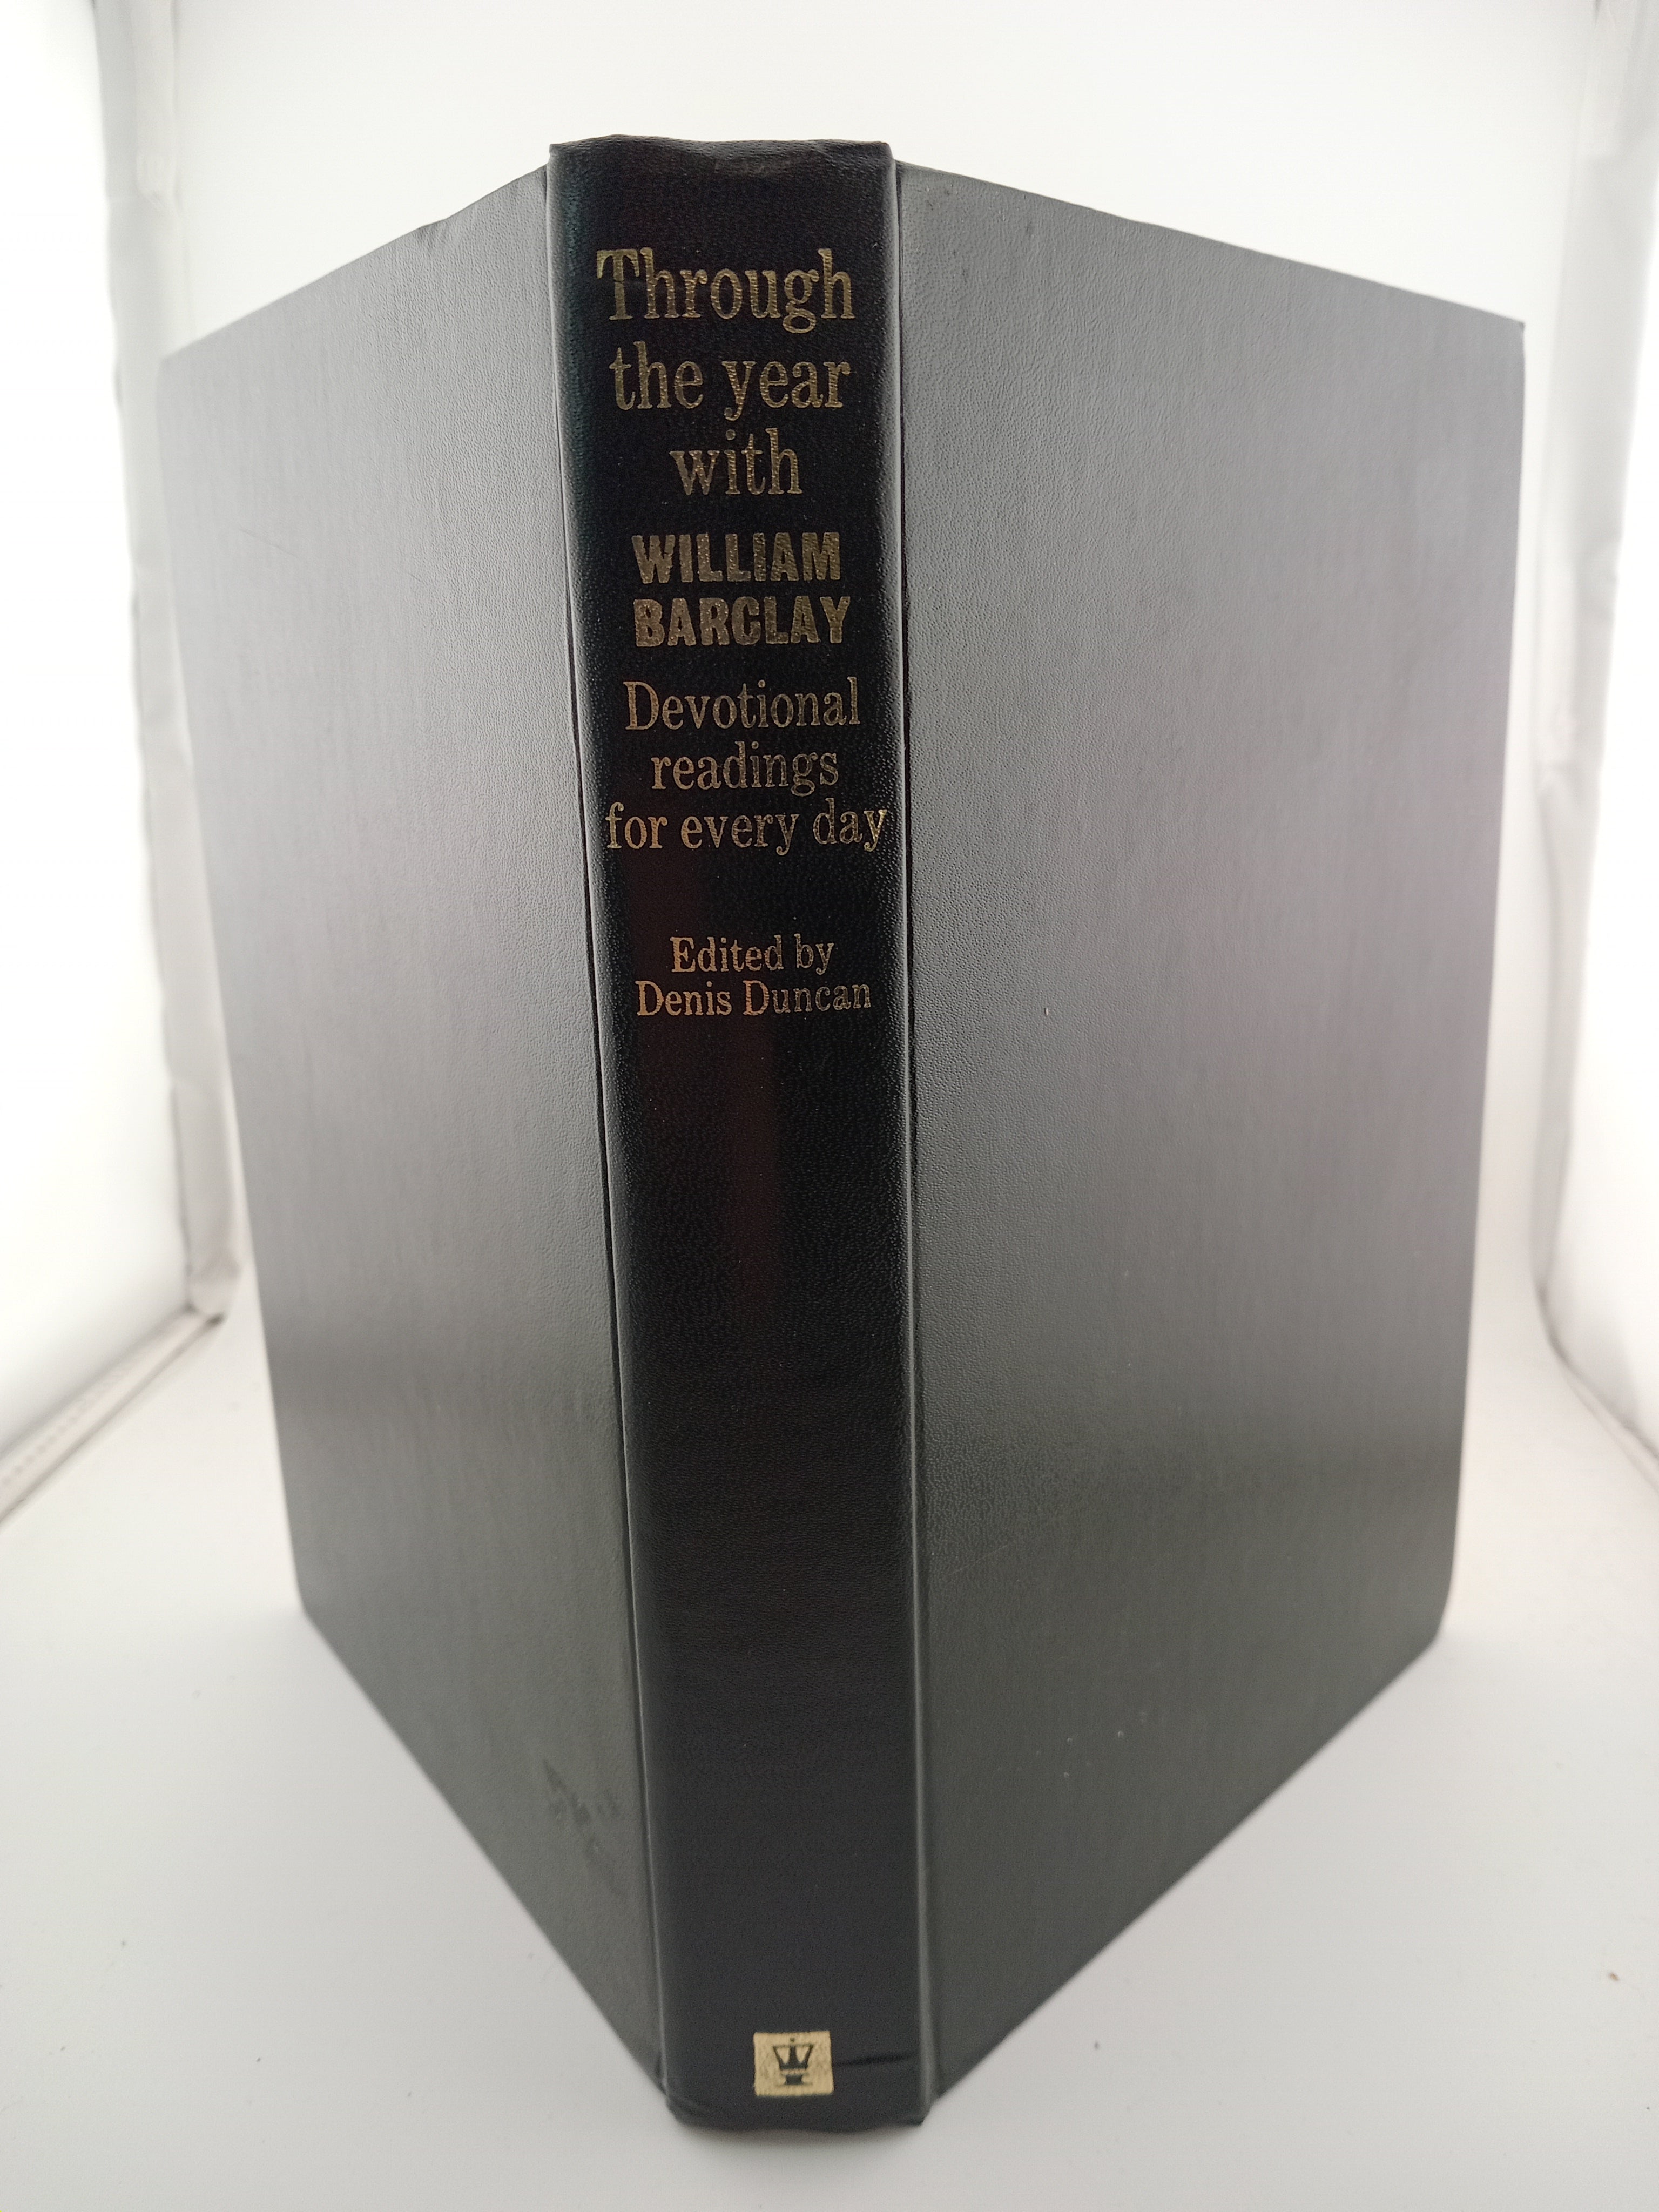 Through
the year
with
WILLIAM
BARCLAY
Devotional
readings
for every day
Edited by
Denis Duncan